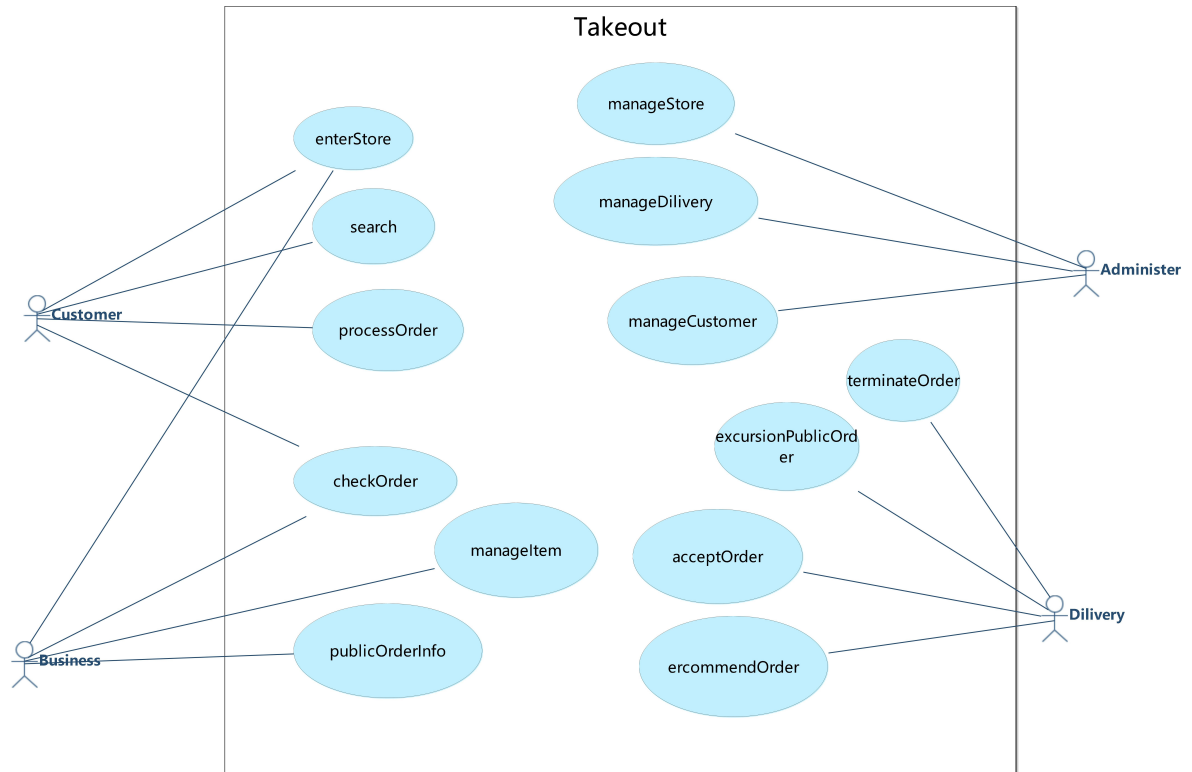 Takeout
manageStore
enterStore
manageDilivery
search
Administer
Customer
manageCustomer
processOrder
terminateOrder
excursionPublicOrd
er
checkOrder
manageItem
acceptOrder
Dilivery
publicOrderInfo
Business
ercommendOrder